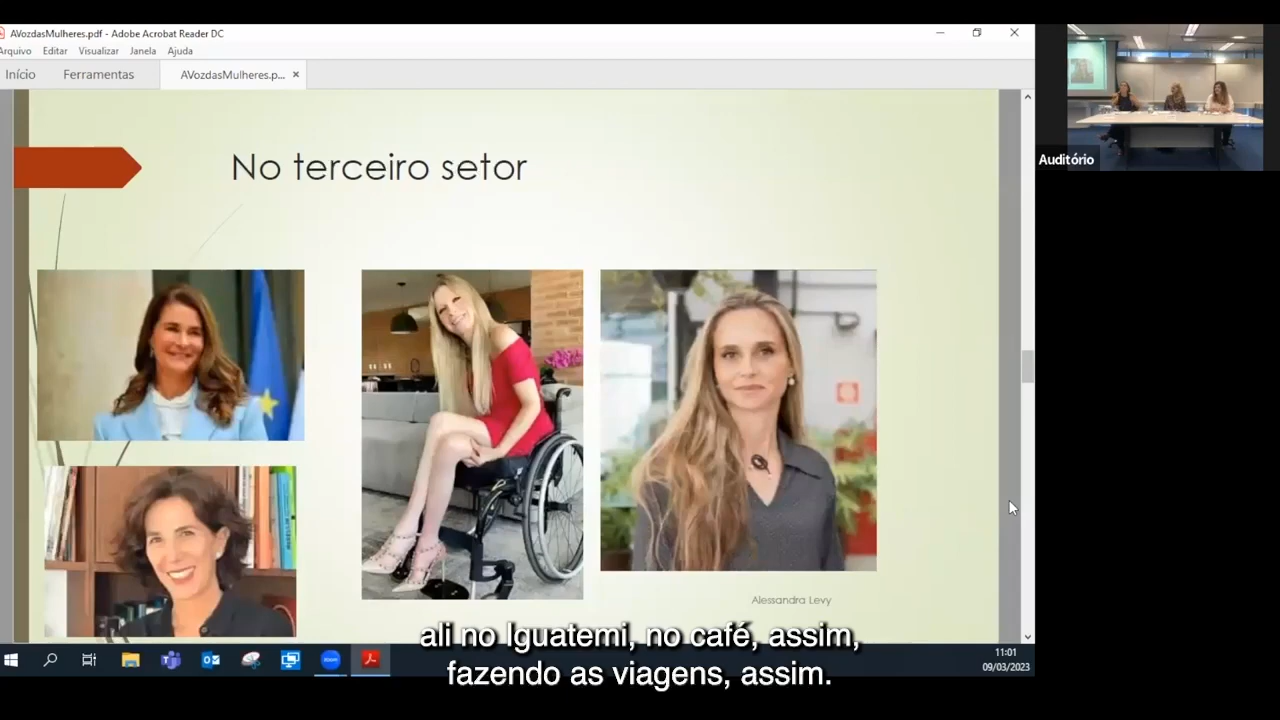 AVozdasMulheres.pdf - Adobe Acrobat Reader DC
Arquivo Editar Visualizar Janela Ajuda
Início Ferramentas AVozdasMulheres.p... ×
No terceiro setor
Auditório
Alessandra Levy
ali no Iguatemi, no café, assim,
fazendo as viagens, assim.
zoom
11:01
09/03/2023